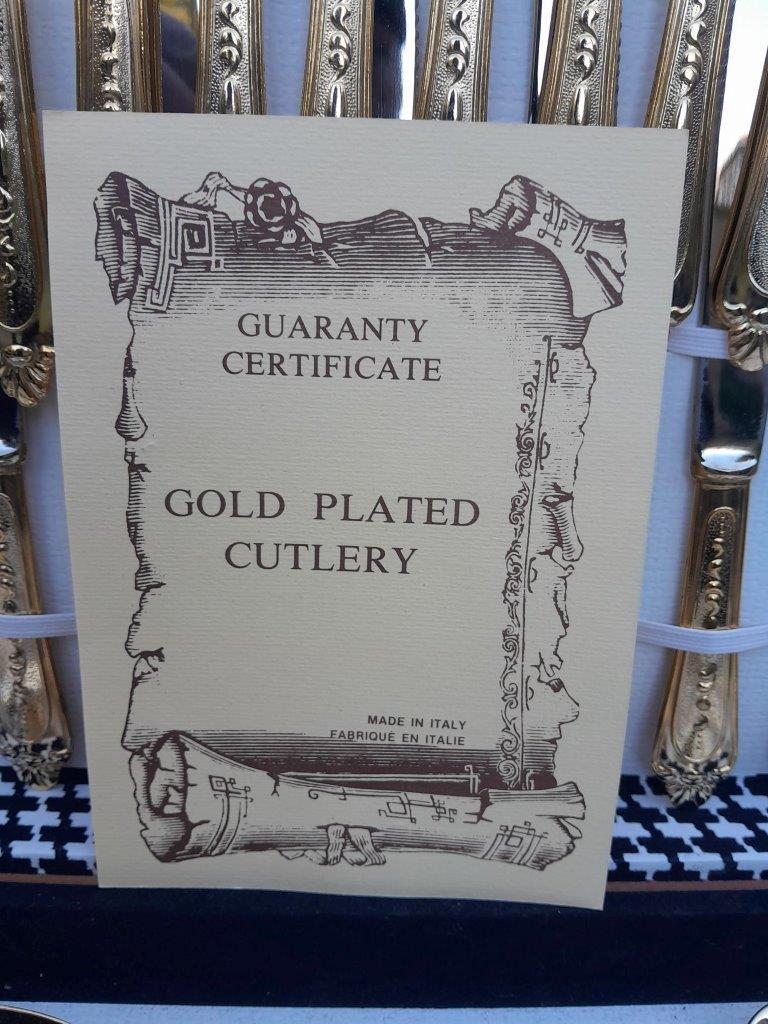 GUARANTY
CERTIFICATE
GOLD PLATED
CUTLERY
MADE IN ITALY
FABRIQUÉ EN ITALIE